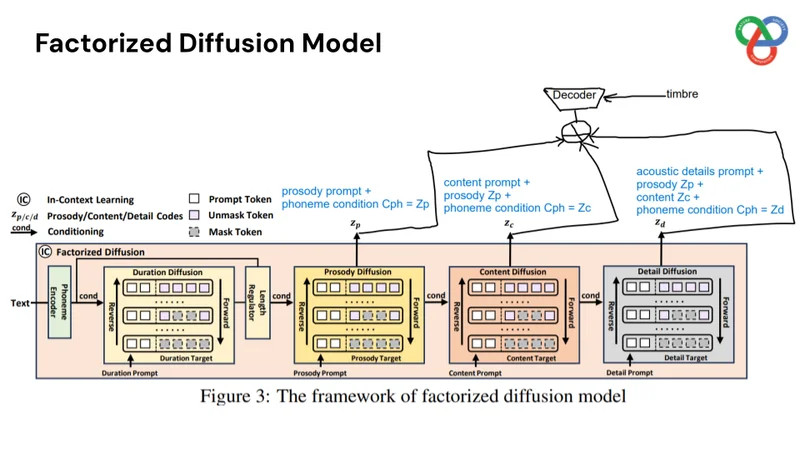 Factorized Diffusion Model
Decoder
timbre
prosody prompt +
phoneme condition Cph = Zp
content prompt +
prosody Zp +
phoneme condition Cph = Zc
acoustic details prompt +
prosody Zp +
content Zc +
phoneme condition Cph = Zd
IC In-Context Learning
z_p/c/d Prosody/Content/Detail Codes
cond Conditioning
Prompt Token
Unmask Token
Mask Token
z_p
z_c
z_d
IC Factorized Diffusion
Text
Phoneme Encoder
cond
Duration Diffusion
Reverse
Forward
......
......
Duration Target
Duration Prompt
Length Regulator
cond
Prosody Diffusion
Reverse
Forward
......
......
Prosody Target
Prosody Prompt
cond
Content Diffusion
Reverse
Forward
......
......
Content Target
Content Prompt
cond
Detail Diffusion
Reverse
Forward
......
......
Detail Target
Detail Prompt
Figure 3: The framework of factorized diffusion model